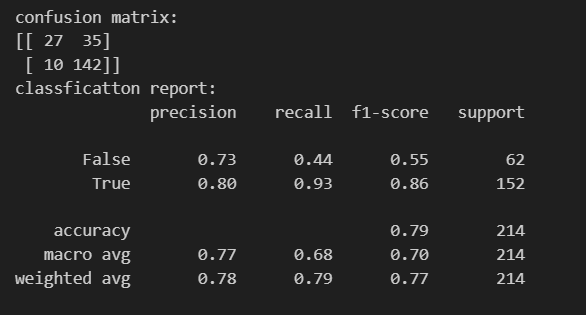 confusion matrix:
[[ 27  35]
 [ 10 142]]
classficatton report:
              precision    recall  f1-score   support

       False       0.73      0.44      0.55        62
        True       0.80      0.93      0.86       152

    accuracy                           0.79       214
   macro avg       0.77      0.68      0.70       214
weighted avg       0.78      0.79      0.77       214